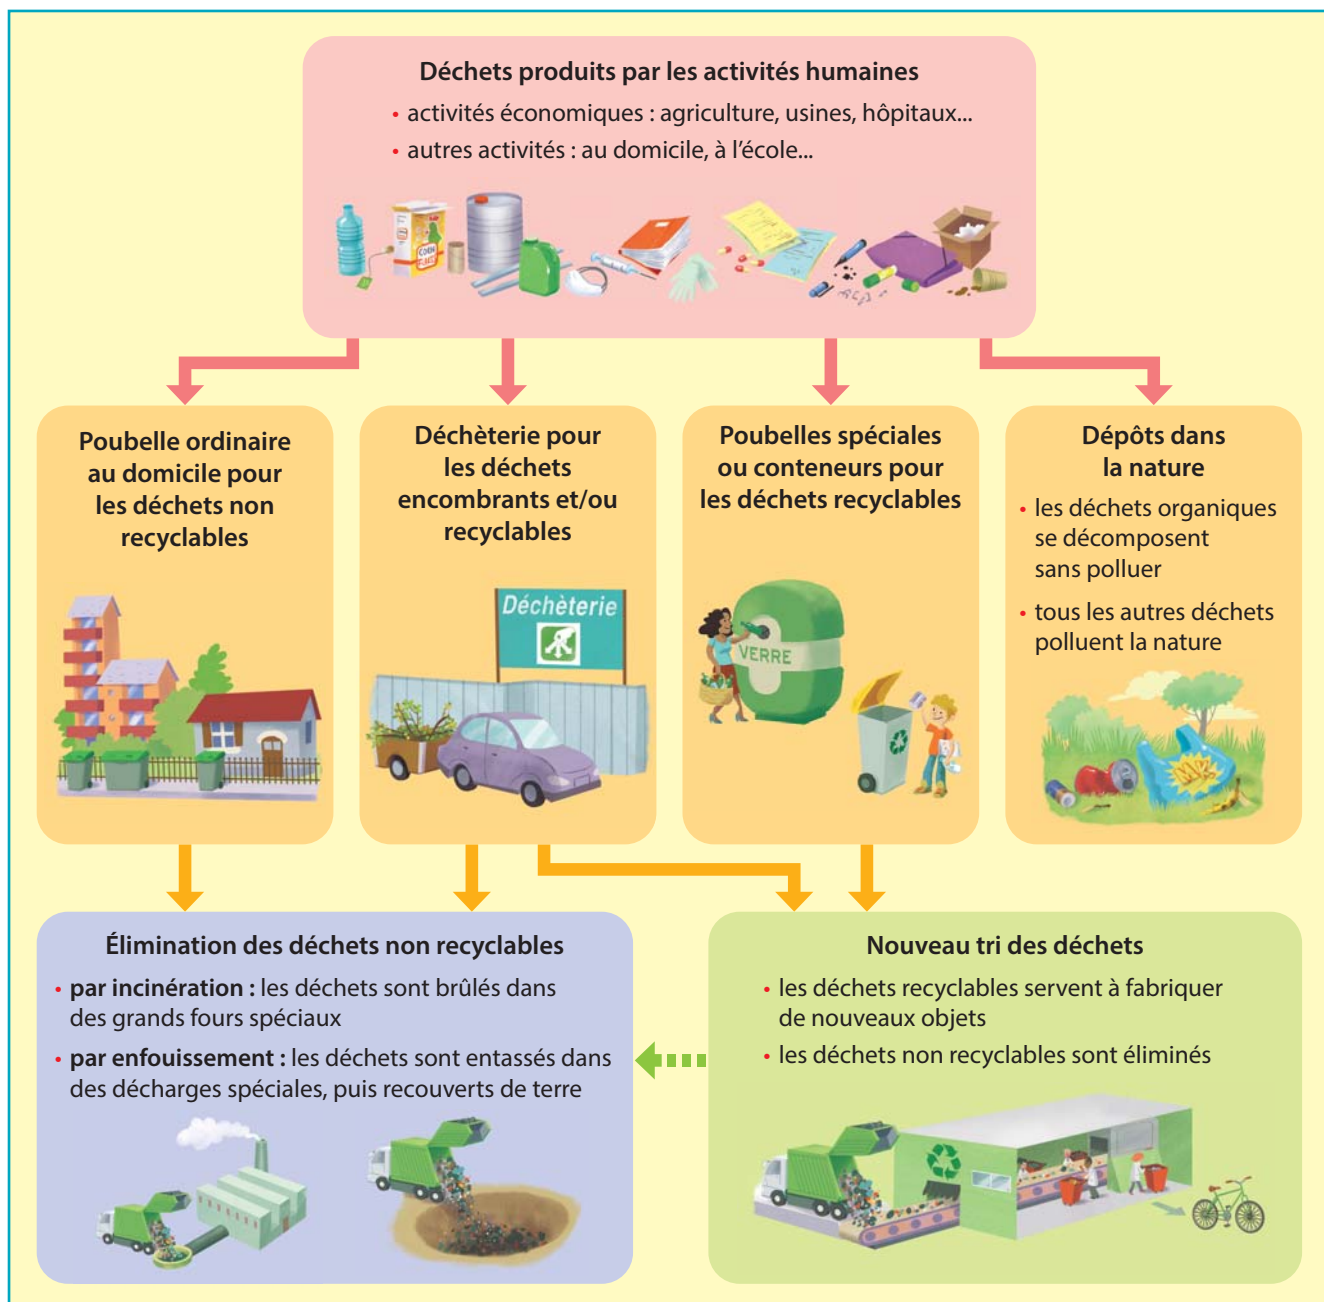 Déchets produits par les activités humaines
• activités économiques : agriculture, usines, hôpitaux...
• autres activités : au domicile, à l'école...
CORN
FLAKES
Poubelle ordinaire
au domicile pour
les déchets non
recyclables
Déchèterie pour
les déchets
encombrants et/ou
recyclables
Déchèterie
Poubelles spéciales
ou conteneurs pour
les déchets recyclables
VERRE
Dépôts dans
la nature
• les déchets organiques
se décomposent
sans polluer
• tous les autres déchets
polluent la nature
Élimination des déchets non recyclables
• par incinération : les déchets sont brûlés dans
des grands fours spéciaux
• par enfouissement : les déchets sont entassés dans
des décharges spéciales, puis recouverts de terre
Nouveau tri des déchets
• les déchets recyclables servent à fabriquer
de nouveaux objets
• les déchets non recyclables sont éliminés